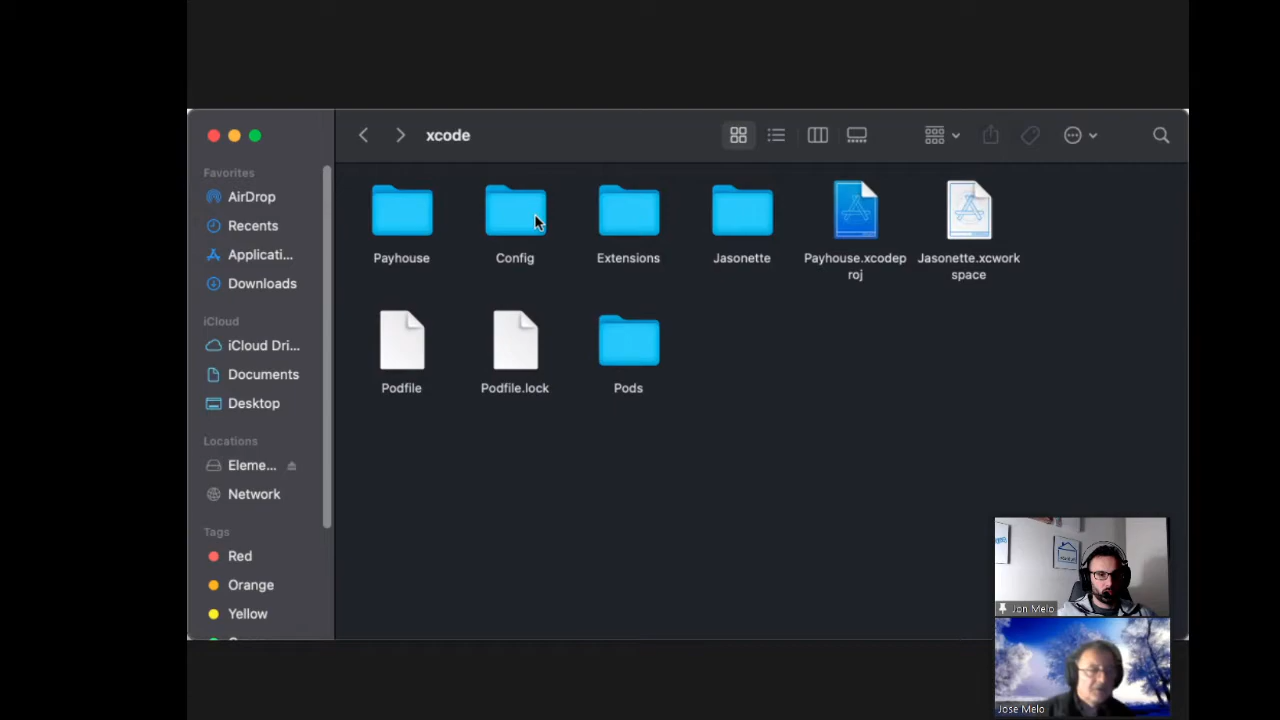 xcode
Favorites
AirDrop
Recents
Applicati...
Downloads
iCloud
iCloud Dri...
Documents
Desktop
Locations
Eleme...
Network
Tags
Red
Orange
Yellow
Payhouse
Config
Extensions
Jasonette
Payhouse.xcodep
roj
Jasonette.xcwork
space
Podfile
Podfile.lock
Pods
Jon Melo
Jose Melo